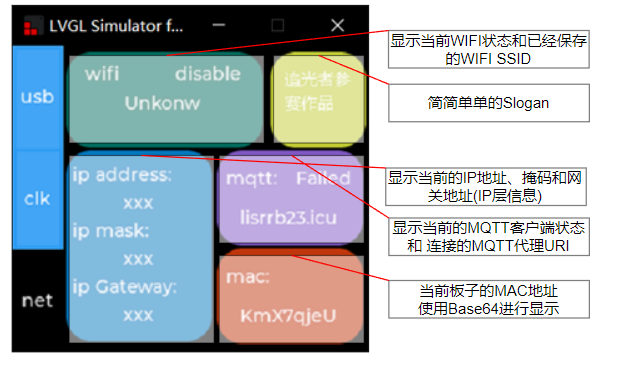 LVGL Simulator f...
usb
clk
net
wifi disable
Unkonw
追光者参
赛作品
ip address:
xxx
ip mask:
xxx
ip Gateway:
xxx
mqtt: Failed
lisrrb23.icu
mac:
KmX7qjeU
显示当前WIFI状态和已经保存
的WIFI SSID
简简单单的Slogan
显示当前的IP地址、掩码和网
关地址(IP层信息)
显示当前的MQTT客户端状态
和 连接的MQTT代理URI
当前板子的MAC地址
使用Base64进行显示